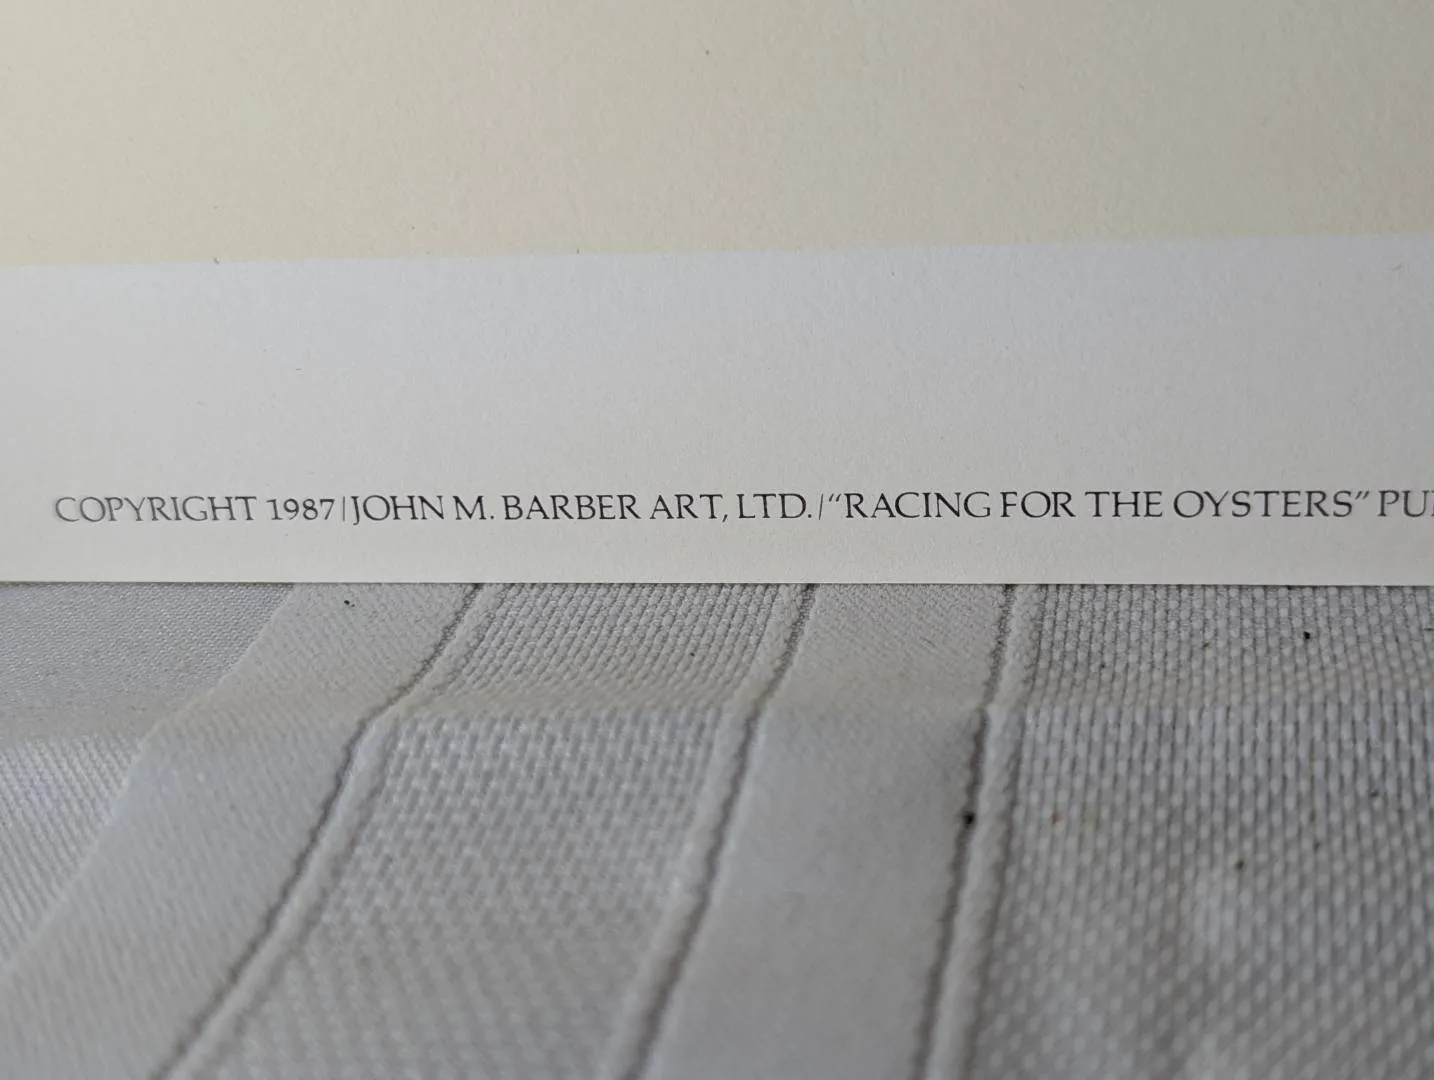 COPYRIGHT 1987/JOHN M. BARBER ART, LTD./“RACING FOR THE OYSTERS”